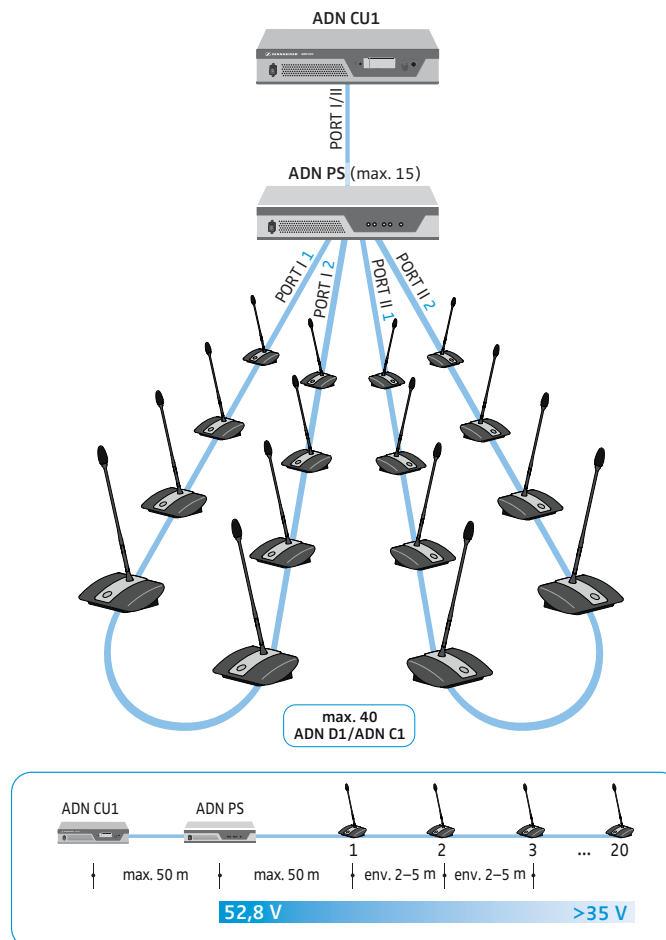 ADN CU1
SENNHEISER
PORT I/II
ADN PS (max. 15)
PORT I 1
PORT I 2
PORT II 1
PORT II 2
max. 40
ADN D1/ADN C1
ADN CU1
ADN PS
1
2
3
...
20
max. 50 m
max. 50 m
env. 2–5 m
env. 2–5 m
52,8 V
>35 V